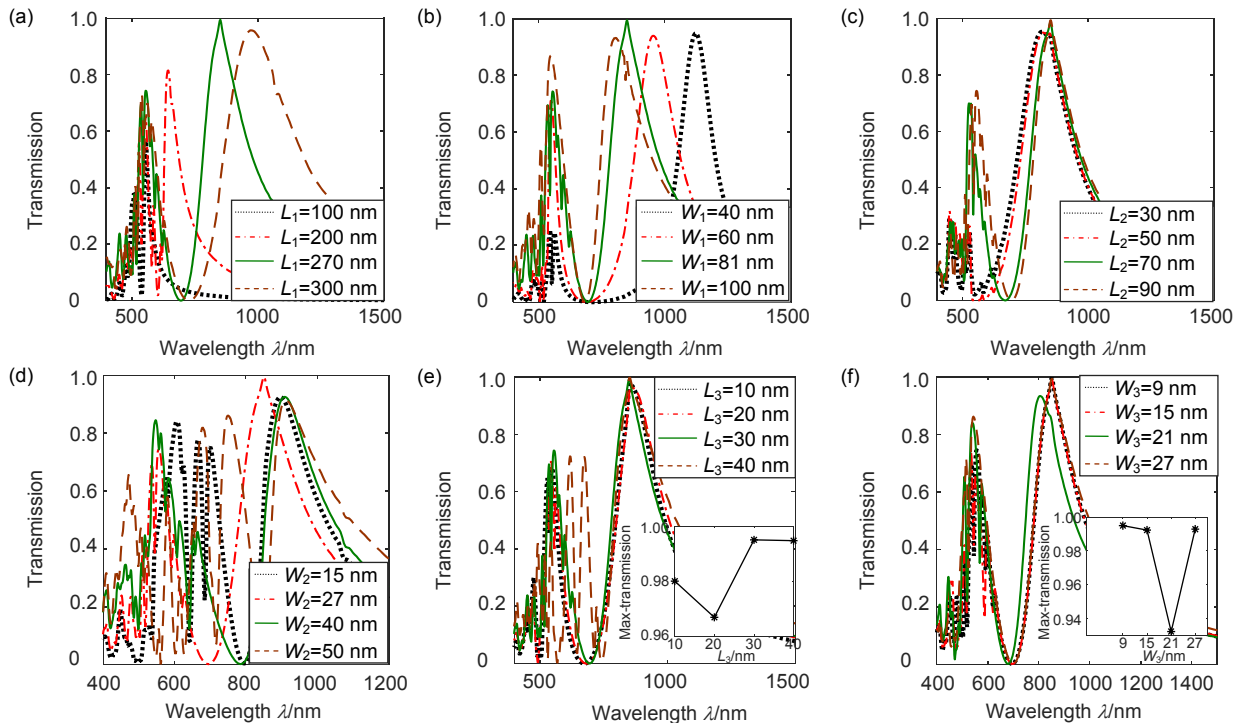 (a)
1.0
0.8
0.6
0.4
0.2
0
Transmission
L1=100 nm
L1=200 nm
L1=270 nm
L1=300 nm
500 1000 1500
Wavelength λ/nm
(b)
1.0
0.8
0.6
0.4
0.2
0
Transmission
W1=40 nm
W1=60 nm
W1=81 nm
W1=100 nm
500 1000 1500
Wavelength λ/nm
(c)
1.0
0.8
0.6
0.4
0.2
0
Transmission
L2=30 nm
L2=50 nm
L2=70 nm
L2=90 nm
500 1000 1500
Wavelength λ/nm
(d)
1.0
0.8
0.6
0.4
0.2
0
Transmission
W2=15 nm
W2=27 nm
W2=40 nm
W2=50 nm
400 600 800 1000 1200
Wavelength λ/nm
(e)
1.0
0.8
0.6
0.4
0.2
0
Transmission
L3=10 nm
L3=20 nm
L3=30 nm
L3=40 nm
1.00
0.98
0.96
Max-transmission
10 20 30 40
L3/nm
500 1000 1500
Wavelength λ/nm
(f)
1.0
0.8
0.6
0.4
0.2
0
Transmission
W3=9 nm
W3=15 nm
W3=21 nm
W3=27 nm
1.00
0.98
0.96
0.94
Max-transmission
9 15 21 27
W3/nm
400 600 800 1000 1200 1400
Wavelength λ/nm